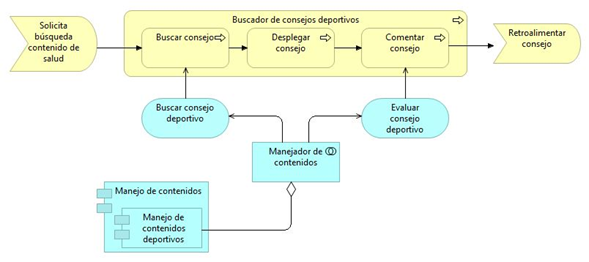 Solicita
búsqueda
contenido de
salud
Buscador de consejos deportivos
Buscar consejo
Desplegar
consejo
Comentar
consejo
Retroalimentar
consejo
Buscar consejo
deportivo
Evaluar
consejo
deportivo
Manejador de
contenidos
Manejo de contenidos
Manejo de
contenidos
deportivos